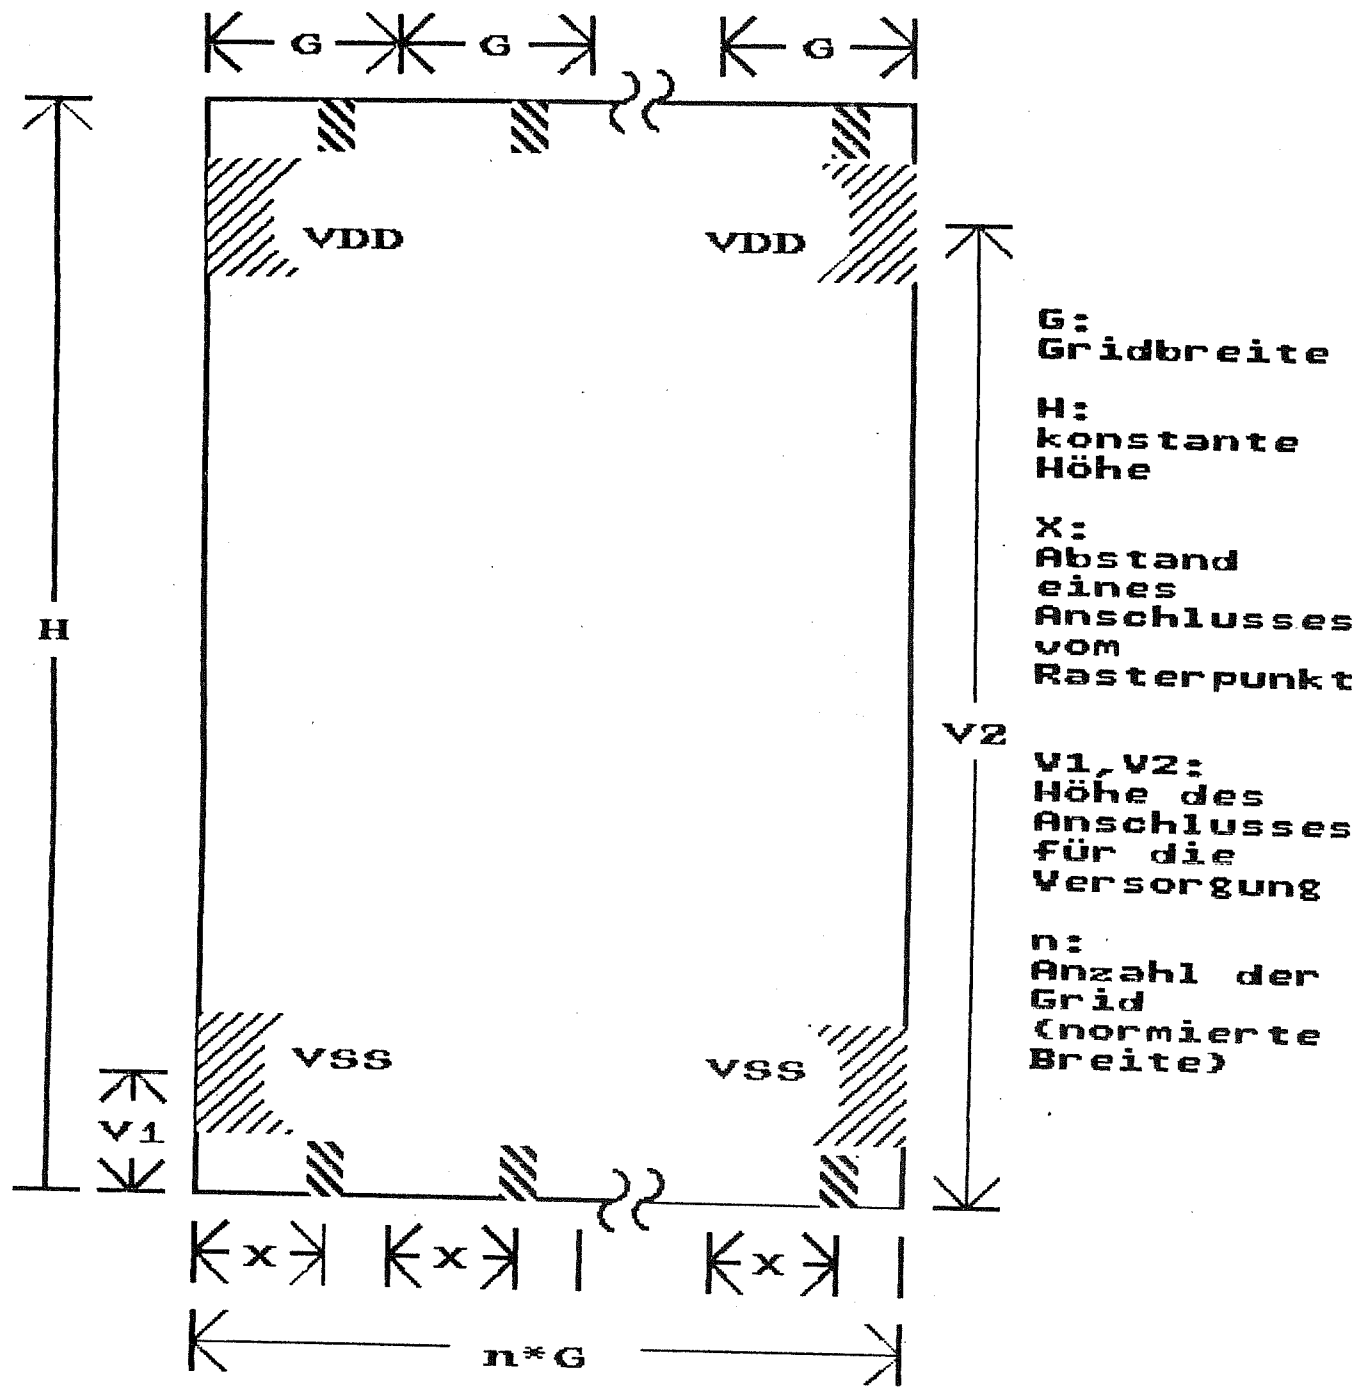 G G G
VDD VDD
H
V2
VSS VSS
V1
X X X
n*G
G:
Gridbreite
H:
konstante
Höhe
X:
Abstand
eines
Anschlusses
vom
Rasterpunkt
V1,V2:
Höhe des
Anschlusses
für die
Versorgung
n:
Anzahl der
Grid
(normierte
Breite)